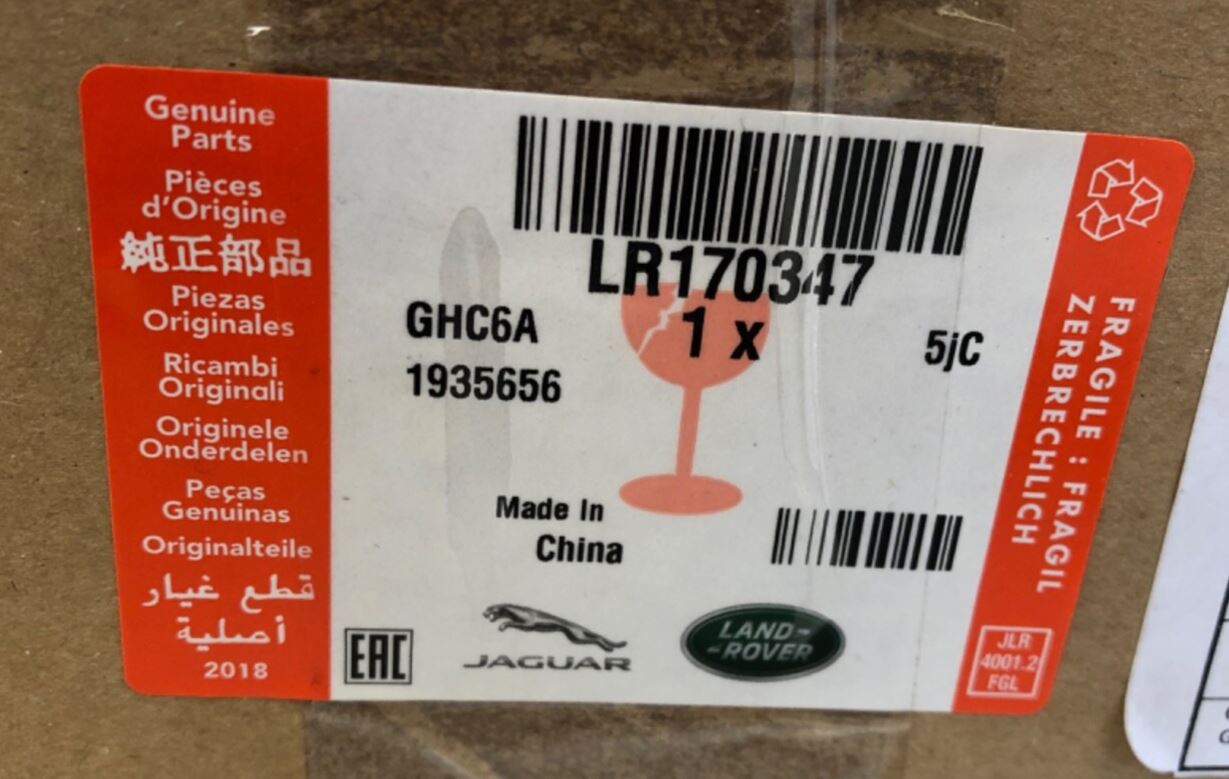 Genuine
Parts
Pièces
d'Origine
純正部品
Piezas
Originales
Ricambi
Originali
Originele
Onderdelen
Peças
Genuinas
Originalteile
قطع غيار
أصلية
2018
LR170347
GHC6A
1 x
5jC
1935656
Made In
China
EAC
JAGUAR
LAND-
-ROVER
FRAGILE : FRAGIL
ZERBRECHLICH
JLR
4001.2
FGL